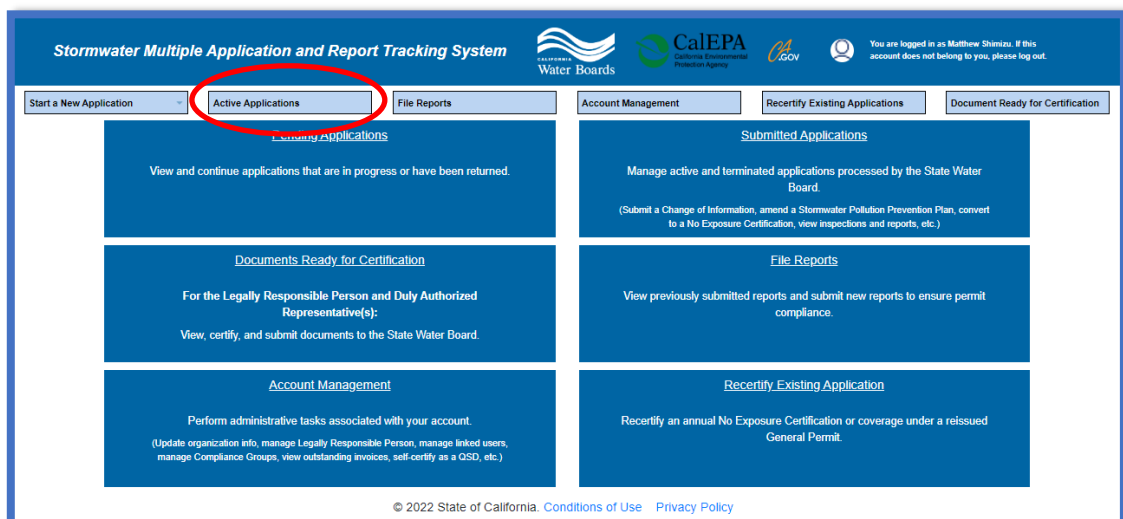 Stormwater Multiple Application and Report Tracking System
CALIFORNIA
Water Boards
CalEPA
California Environmental
Protection Agency
CA
.GOV
You are logged in as Matthew Shimizu. If this
account does not belong to you, please log out.
Start a New Application
Active Applications
File Reports
Account Management
Recertify Existing Applications
Document Ready for Certification
Pending Applications
View and continue applications that are in progress or have been returned.
Submitted Applications
Manage active and terminated applications processed by the State Water
Board.
(Submit a Change of Information, amend a Stormwater Pollution Prevention Plan, convert
to a No Exposure Certification, view inspections and reports, etc.)
Documents Ready for Certification
For the Legally Responsible Person and Duly Authorized
Representative(s):
View, certify, and submit documents to the State Water Board.
File Reports
View previously submitted reports and submit new reports to ensure permit
compliance.
Account Management
Perform administrative tasks associated with your account.
(Update organization info, manage Legally Responsible Person, manage linked users,
manage Compliance Groups, view outstanding invoices, self-certify as a QSD, etc.)
Recertify Existing Application
Recertify an annual No Exposure Certification or coverage under a reissued
General Permit.
© 2022 State of California. Conditions of Use Privacy Policy